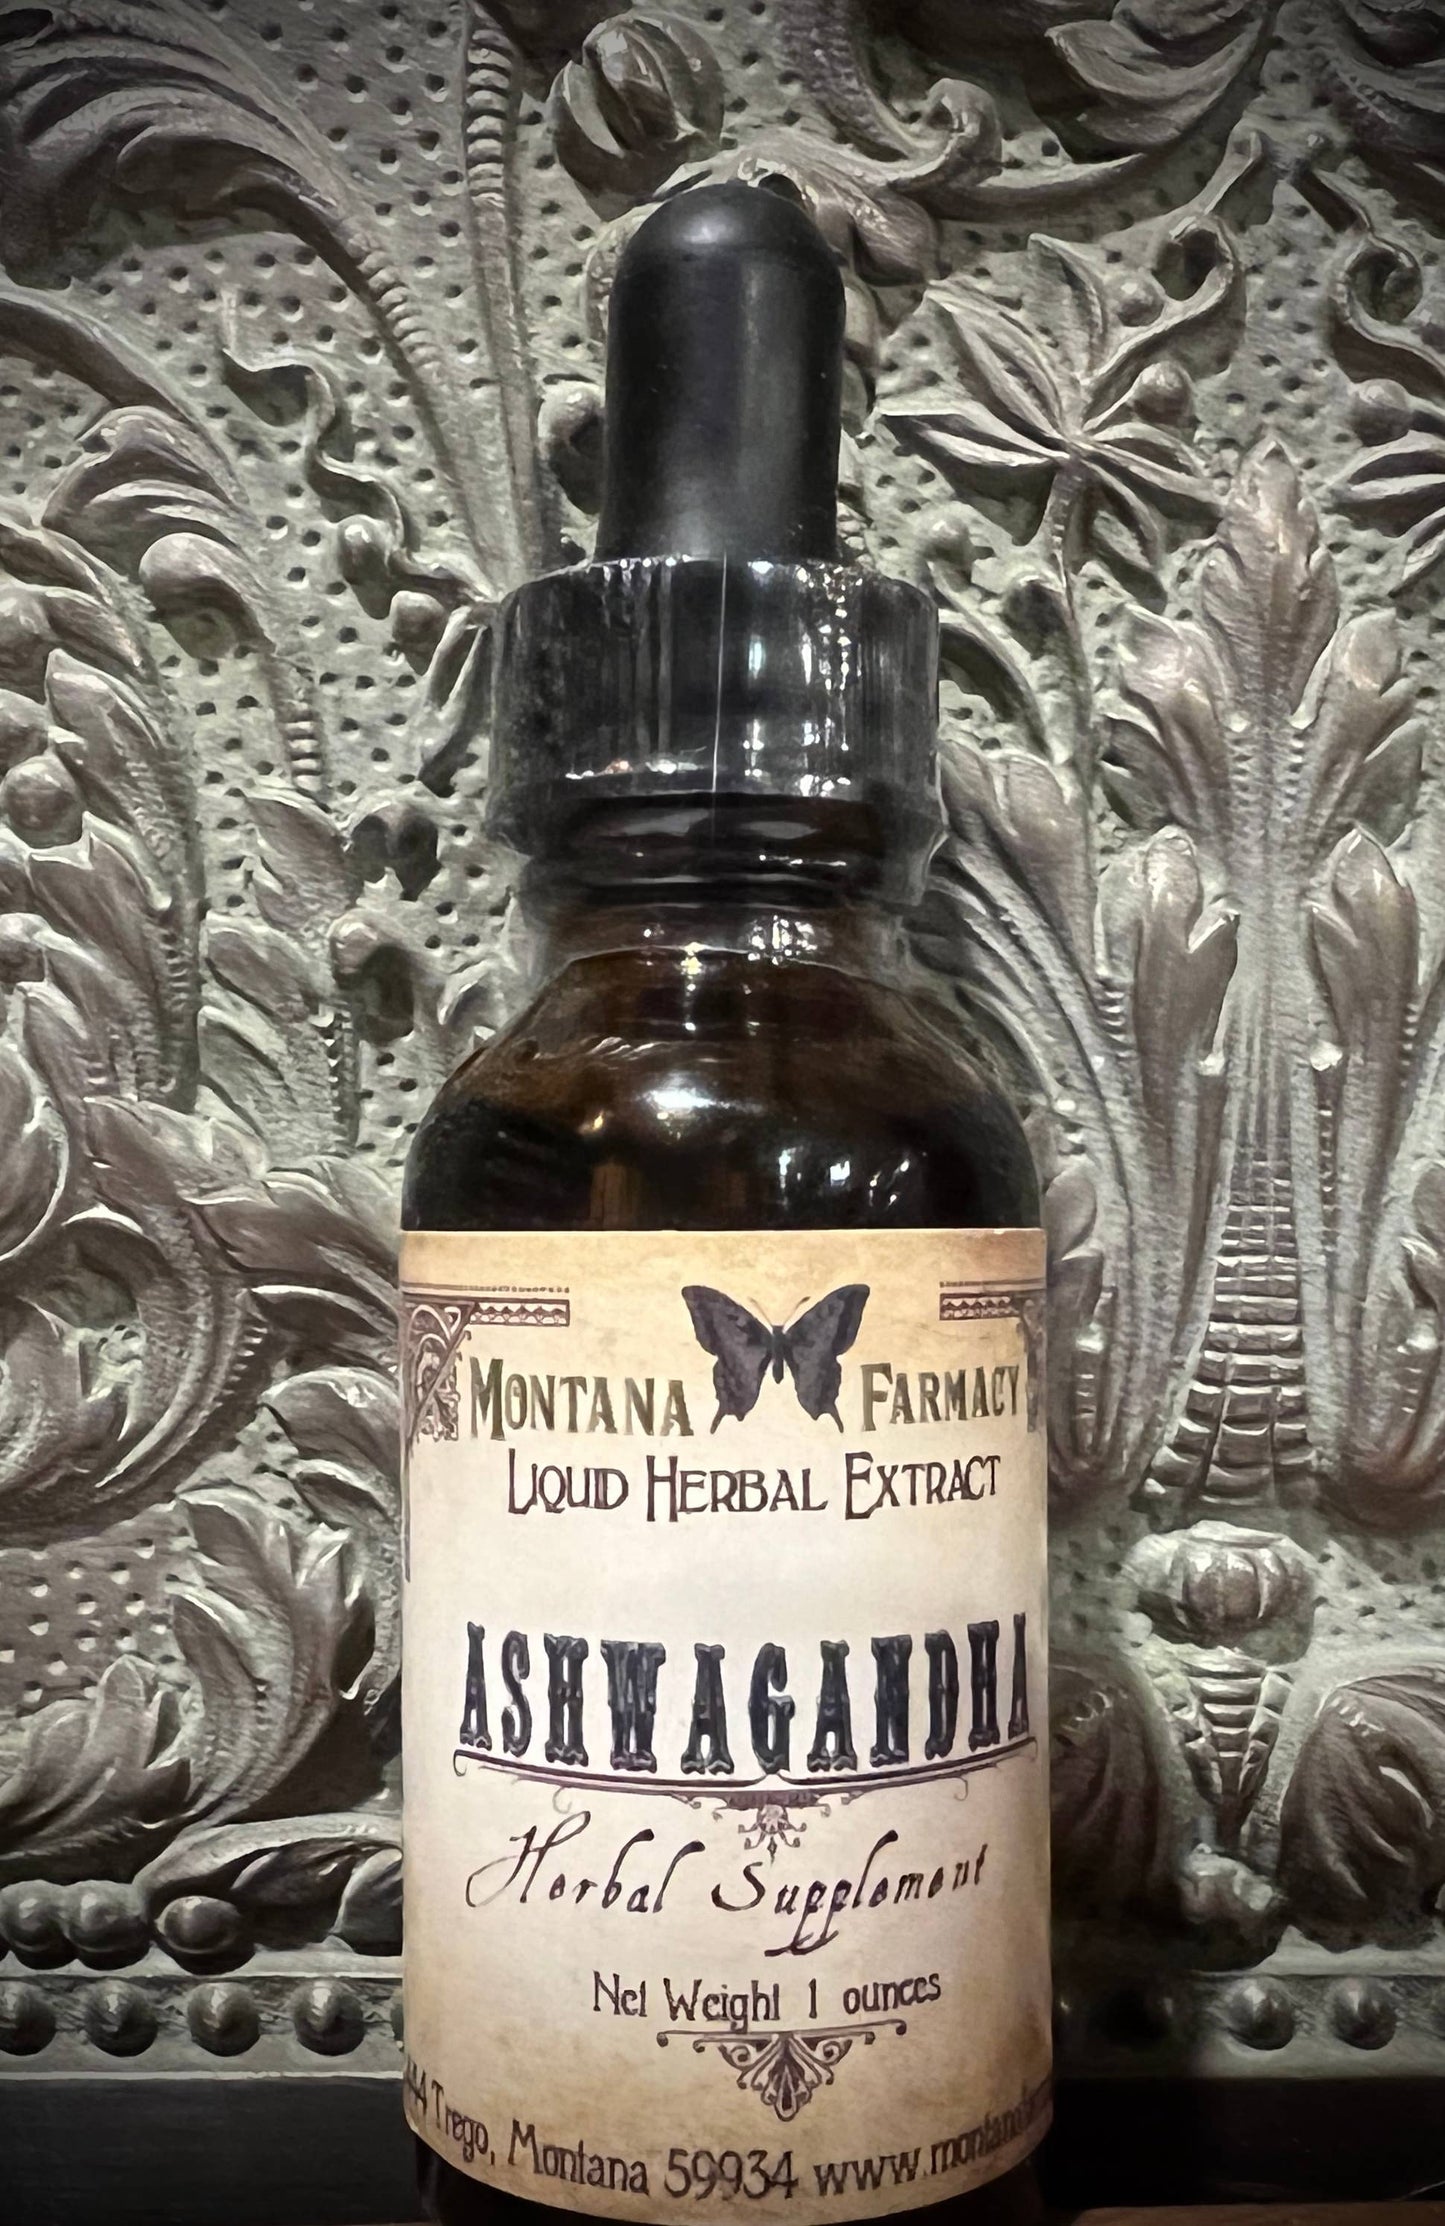 Montana Farmacy
Liquid Herbal Extract
ASHWAGANDHA
Herbal Supplement
Net Weight 1 ounces
Trego, Montana 59934